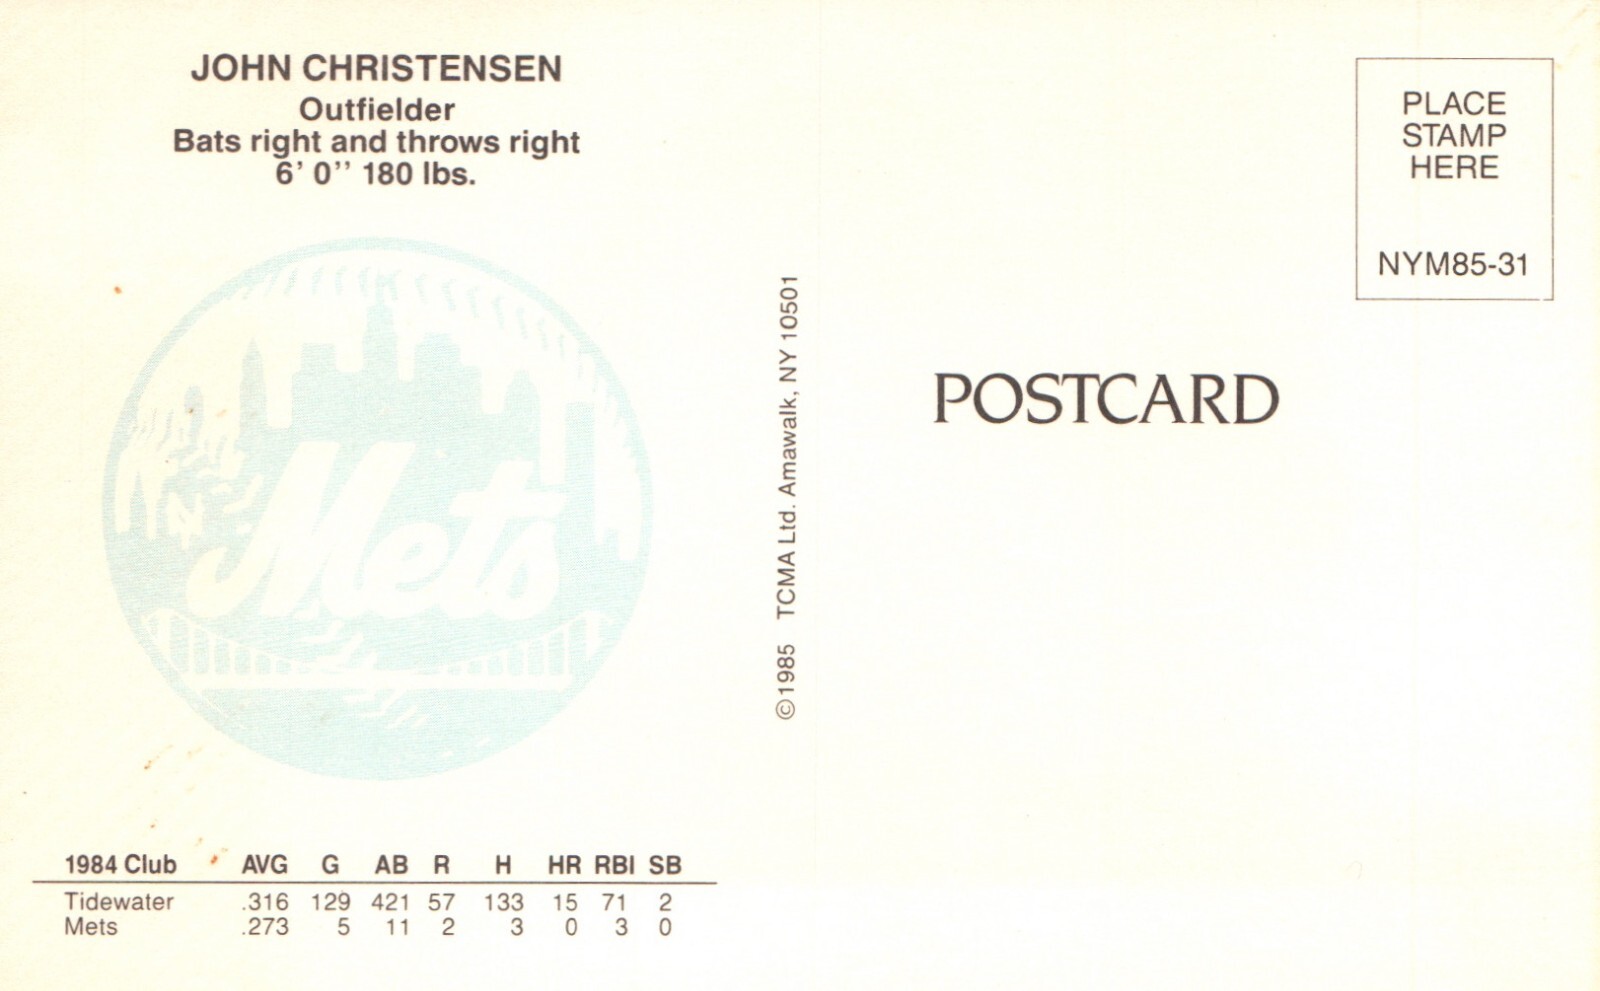 JOHN CHRISTENSEN
Outfielder
Bats right and throws right
6' 0'' 180 lbs.
NY
Mets
1984 Club AVG G AB R H HR RBI SB
Tidewater .316 129 421 57 133 15 71 2
Mets .273 5 11 2 3 0 3 0
©1985 TCMA Ltd. Amawalk, NY 10501
POSTCARD
PLACE
STAMP
HERE
NYM85-31